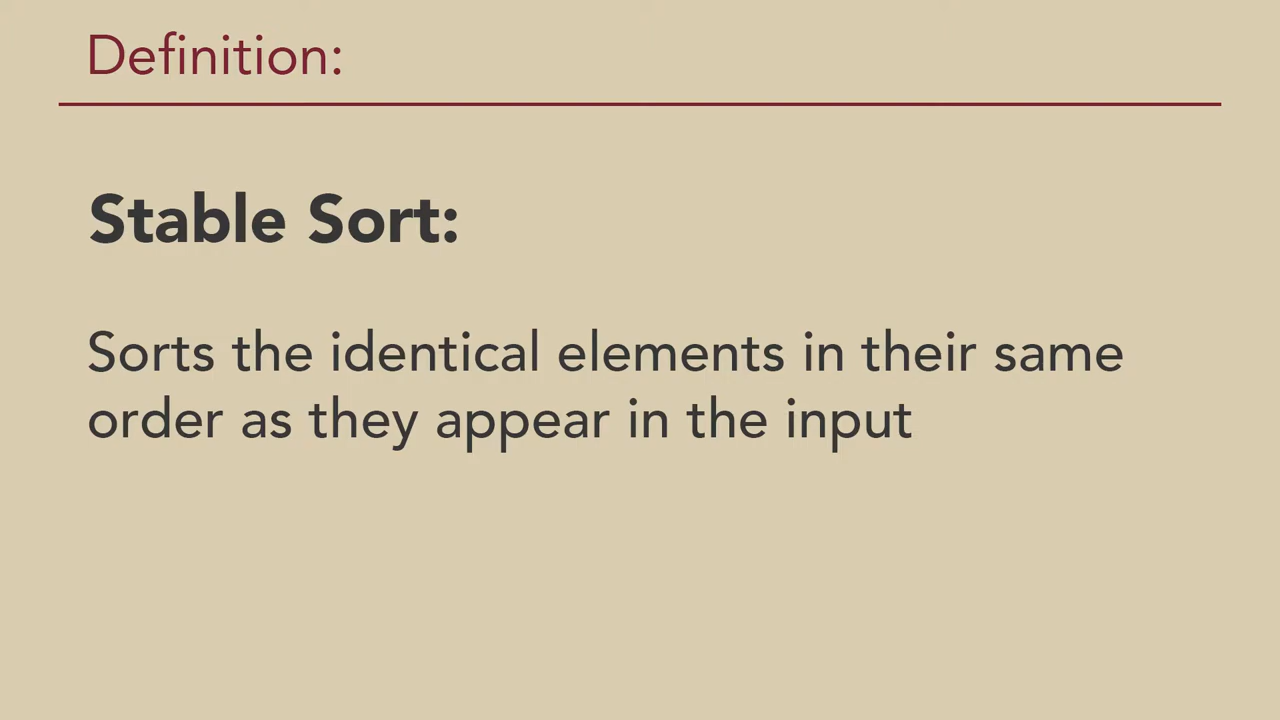 Definition:
Stable Sort:
Sorts the identical elements in their same
order as they appear in the input